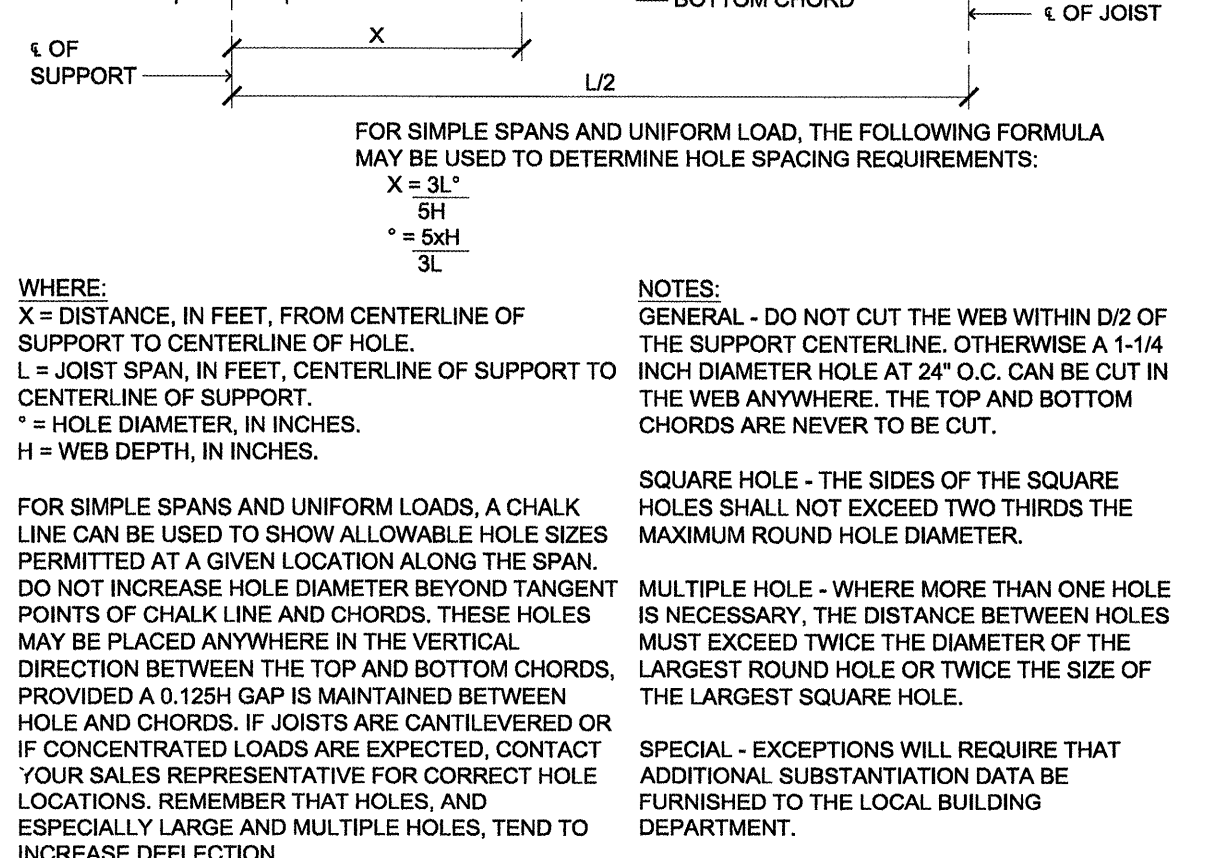 BOTTOM CHORD
℄ OF JOIST
℄ OF
SUPPORT
X
L/2
FOR SIMPLE SPANS AND UNIFORM LOAD, THE FOLLOWING FORMULA
MAY BE USED TO DETERMINE HOLE SPACING REQUIREMENTS:
X = 3L°
5H
° = 5xH
3L
WHERE:
X = DISTANCE, IN FEET, FROM CENTERLINE OF
SUPPORT TO CENTERLINE OF HOLE.
L = JOIST SPAN, IN FEET, CENTERLINE OF SUPPORT TO
CENTERLINE OF SUPPORT.
° = HOLE DIAMETER, IN INCHES.
H = WEB DEPTH, IN INCHES.
FOR SIMPLE SPANS AND UNIFORM LOADS, A CHALK
LINE CAN BE USED TO SHOW ALLOWABLE HOLE SIZES
PERMITTED AT A GIVEN LOCATION ALONG THE SPAN.
DO NOT INCREASE HOLE DIAMETER BEYOND TANGENT
POINTS OF CHALK LINE AND CHORDS. THESE HOLES
MAY BE PLACED ANYWHERE IN THE VERTICAL
DIRECTION BETWEEN THE TOP AND BOTTOM CHORDS,
PROVIDED A 0.125H GAP IS MAINTAINED BETWEEN
HOLE AND CHORDS. IF JOISTS ARE CANTILEVERED OR
IF CONCENTRATED LOADS ARE EXPECTED, CONTACT
YOUR SALES REPRESENTATIVE FOR CORRECT HOLE
LOCATIONS. REMEMBER THAT HOLES, AND
ESPECIALLY LARGE AND MULTIPLE HOLES, TEND TO
INCREASE DEFLECTION
NOTES:
GENERAL - DO NOT CUT THE WEB WITHIN D/2 OF
THE SUPPORT CENTERLINE. OTHERWISE A 1-1/4
INCH DIAMETER HOLE AT 24" O.C. CAN BE CUT IN
THE WEB ANYWHERE. THE TOP AND BOTTOM
CHORDS ARE NEVER TO BE CUT.
SQUARE HOLE - THE SIDES OF THE SQUARE
HOLES SHALL NOT EXCEED TWO THIRDS THE
MAXIMUM ROUND HOLE DIAMETER.
MULTIPLE HOLE - WHERE MORE THAN ONE HOLE
IS NECESSARY, THE DISTANCE BETWEEN HOLES
MUST EXCEED TWICE THE DIAMETER OF THE
LARGEST ROUND HOLE OR TWICE THE SIZE OF
THE LARGEST SQUARE HOLE.
SPECIAL - EXCEPTIONS WILL REQUIRE THAT
ADDITIONAL SUBSTANTIATION DATA BE
FURNISHED TO THE LOCAL BUILDING
DEPARTMENT.